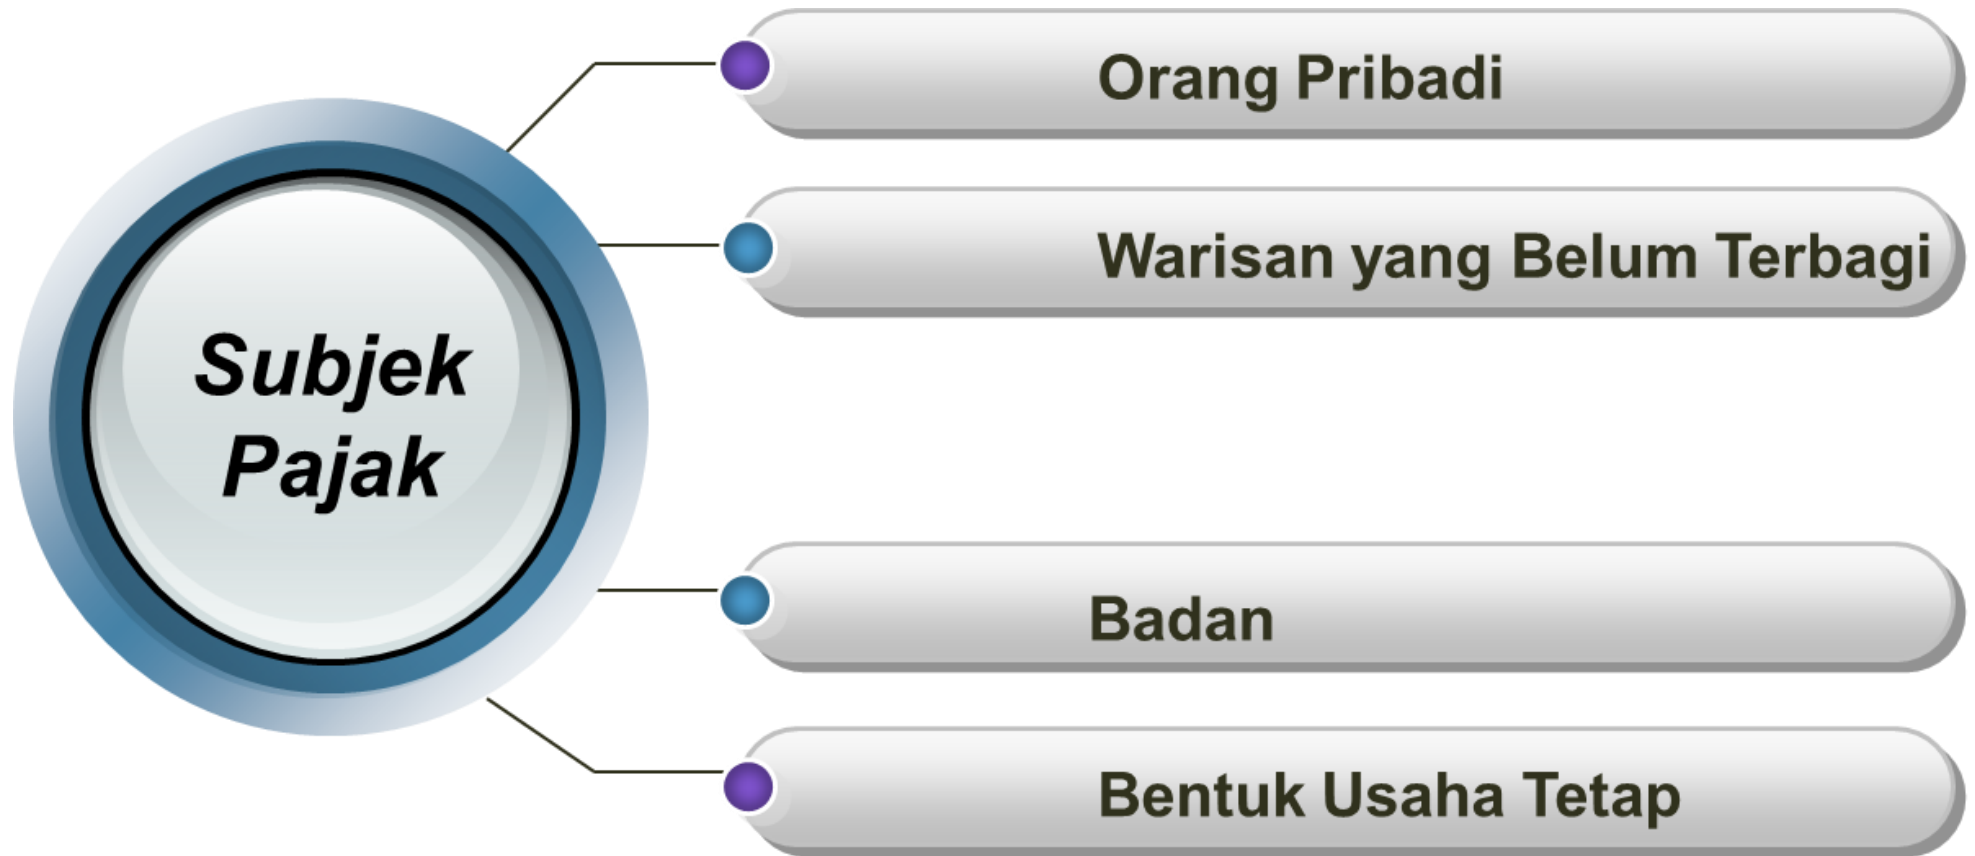 Subjek
Pajak
Orang Pribadi
Warisan yang Belum Terbagi
Badan
Bentuk Usaha Tetap